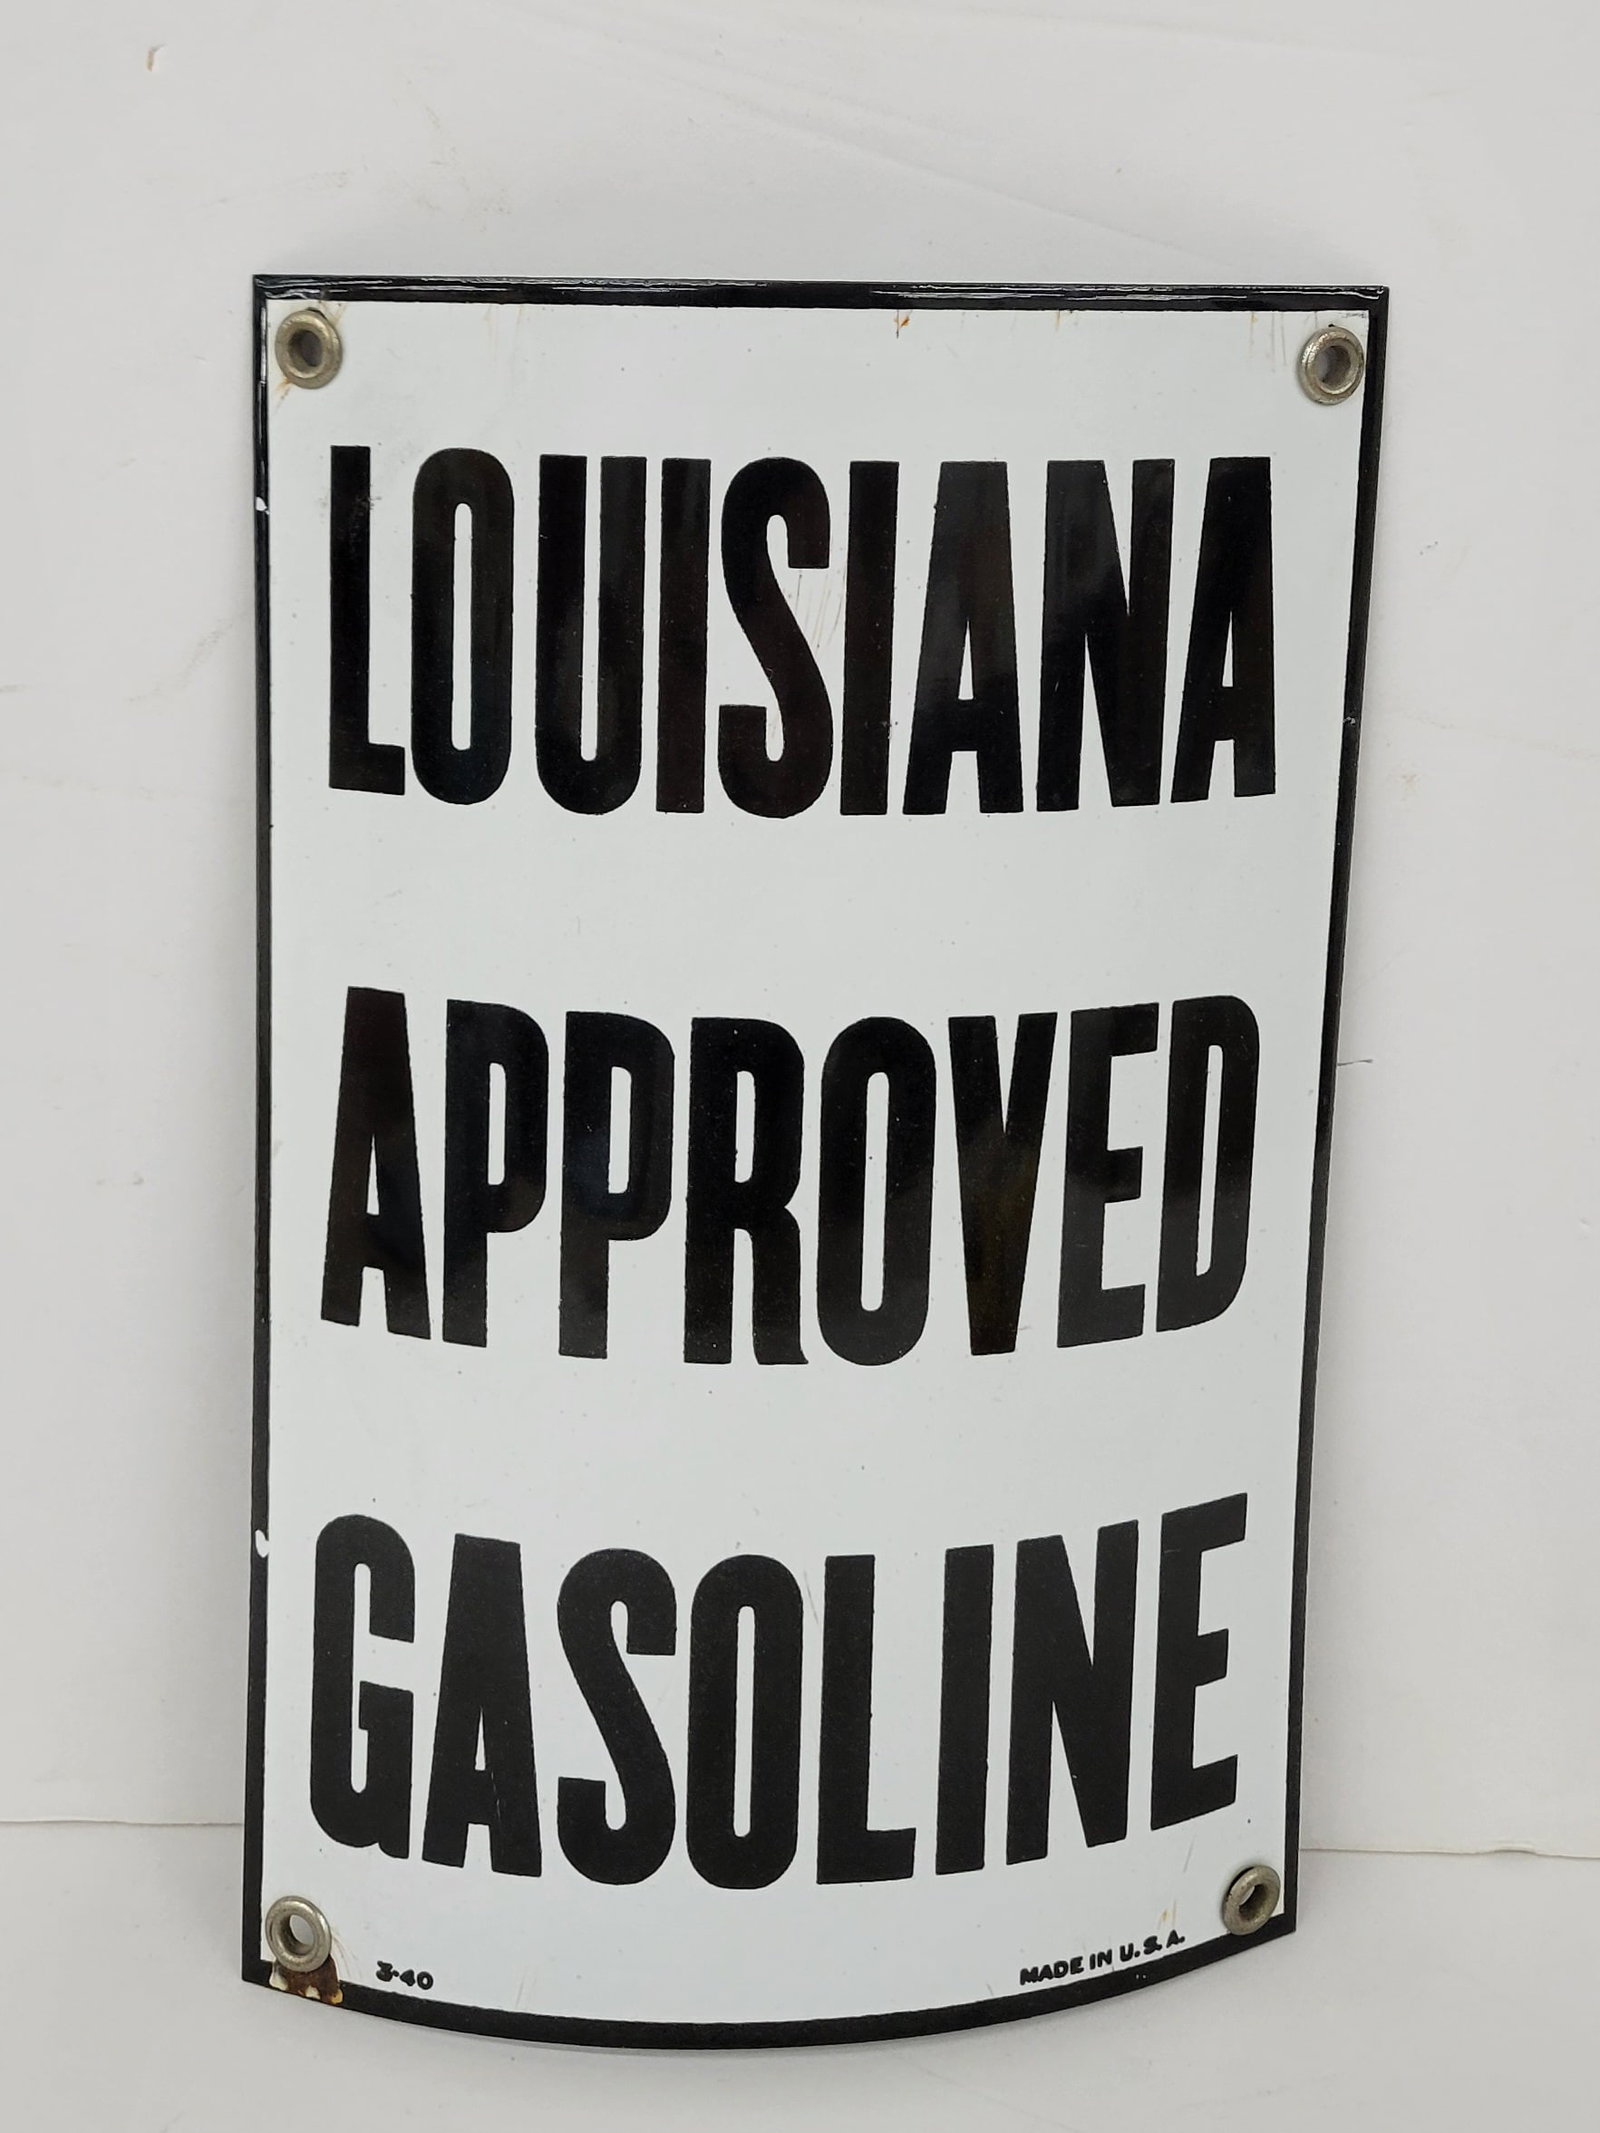 LOUISIANA
APPROVED
GASOLINE
3-40 MADE IN U.S.A.